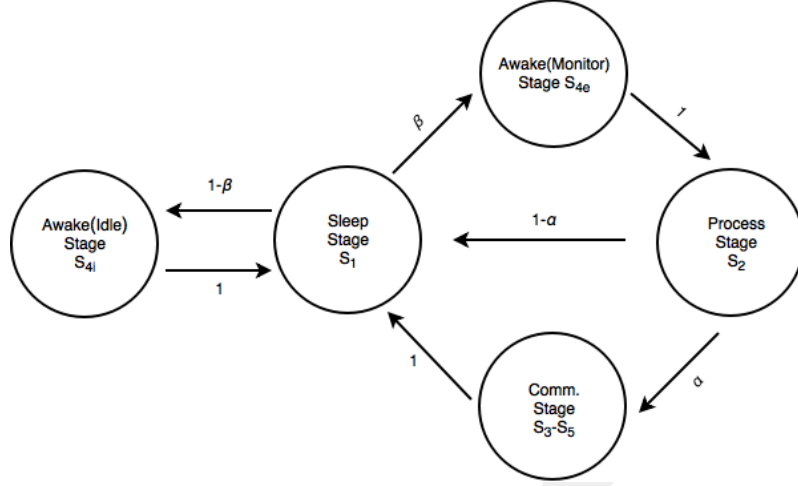 Awake(Monitor)
Stage S4e
β
1
1-β
Awake(Idle)
Stage
S4i
Sleep
Stage
S1
1-α
Process
Stage
S2
1
1
α
Comm.
Stage
S3-S5